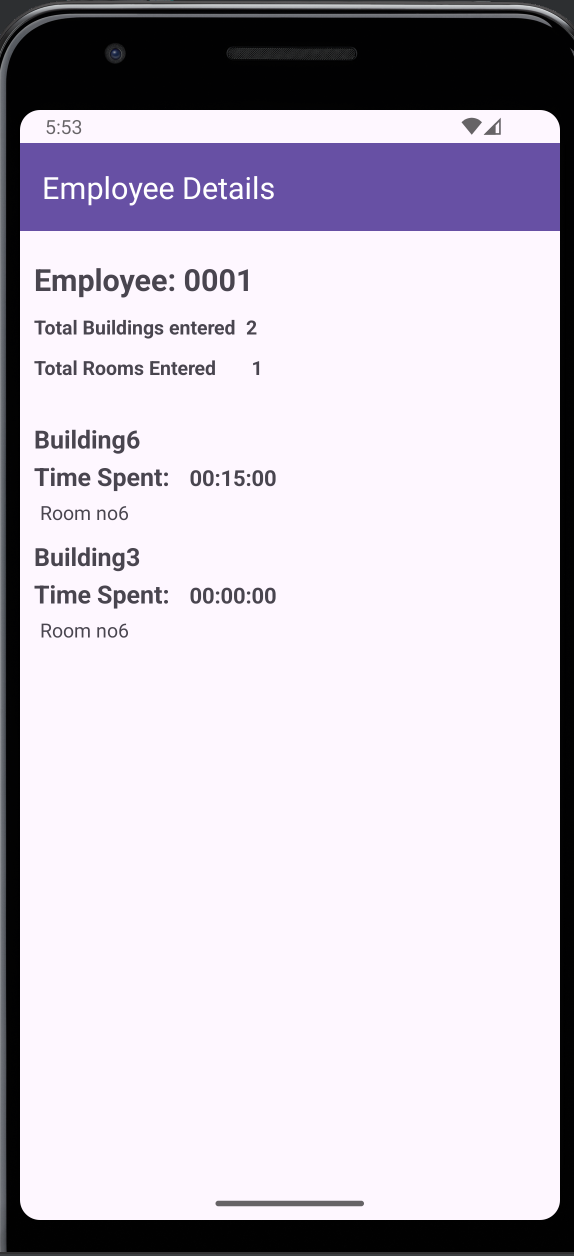 5:53
Employee Details
Employee: 0001
Total Buildings entered 2
Total Rooms Entered 1
Building6
Time Spent: 00:15:00
Room no6
Building3
Time Spent: 00:00:00
Room no6